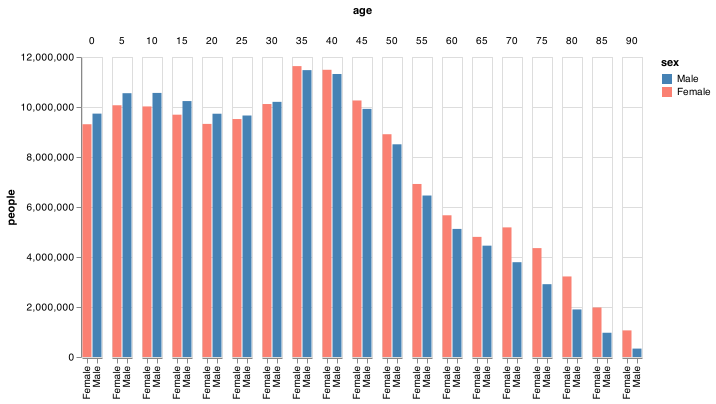 age
0 5 10 15 20 25 30 35 40 45 50 55 60 65 70 75 80 85 90
12,000,000
10,000,000
8,000,000
6,000,000
4,000,000
2,000,000
0
people
Female Male Female Male Female Male Female Male Female Male Female Male Female Male Female Male Female Male Female Male Female Male Female Male Female Male Female Male Female Male Female Male Female Male Female Male Female Male
sex
Male
Female